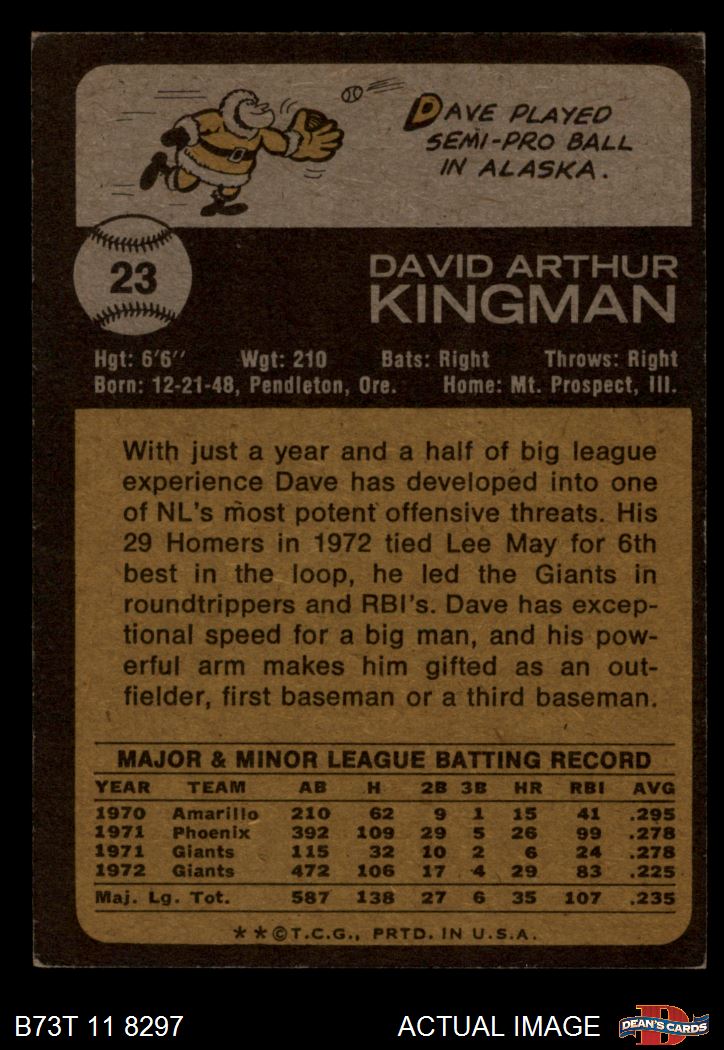 DAVE PLAYED
SEMI-PRO BALL
IN ALASKA.
23
DAVID ARTHUR
KINGMAN
Hgt: 6'6" Wgt: 210 Bats: Right Throws: Right
Born: 12-21-48, Pendleton, Ore. Home: Mt. Prospect, Ill.
With just a year and a half of big league
experience Dave has developed into one
of NL's most potent offensive threats. His
29 Homers in 1972 tied Lee May for 6th
best in the loop, he led the Giants in
roundtrippers and RBI's. Dave has excep-
tional speed for a big man, and his pow-
erful arm makes him gifted as an out-
fielder, first baseman or a third baseman.
MAJOR & MINOR LEAGUE BATTING RECORD
YEAR TEAM AB H 2B 3B HR RBI AVG
1970 Amarillo 210 62 9 1 15 41 .295
1971 Phoenix 392 109 29 5 26 99 .278
1971 Giants 115 32 10 2 6 24 .278
1972 Giants 472 106 17 4 29 83 .225
Maj. Lg. Tot. 587 138 27 6 35 107 .235
**©T.C.G., PRTD. IN U.S.A.
B73T 11 8297 ACTUAL IMAGE DEAN'S CARDS